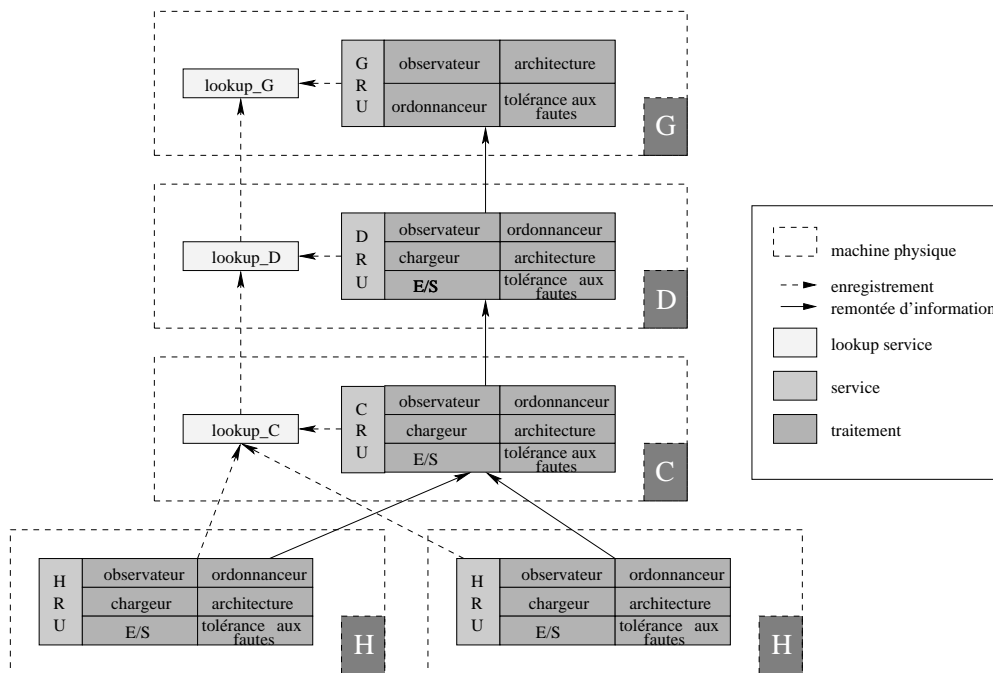 lookup_G
G
R
U
observateur
architecture
ordonnanceur
tolérance aux
fautes
G
lookup_D
D
R
U
observateur
ordonnanceur
chargeur
architecture
E/S
tolérance aux
fautes
D
lookup_C
C
R
U
observateur
ordonnanceur
chargeur
architecture
E/S
tolérance aux
fautes
C
H
R
U
observateur
ordonnanceur
chargeur
architecture
E/S
tolérance aux
fautes
H
H
R
U
observateur
ordonnanceur
chargeur
architecture
E/S
tolérance aux
fautes
H
machine physique
enregistrement
remontée d'information
lookup service
service
traitement